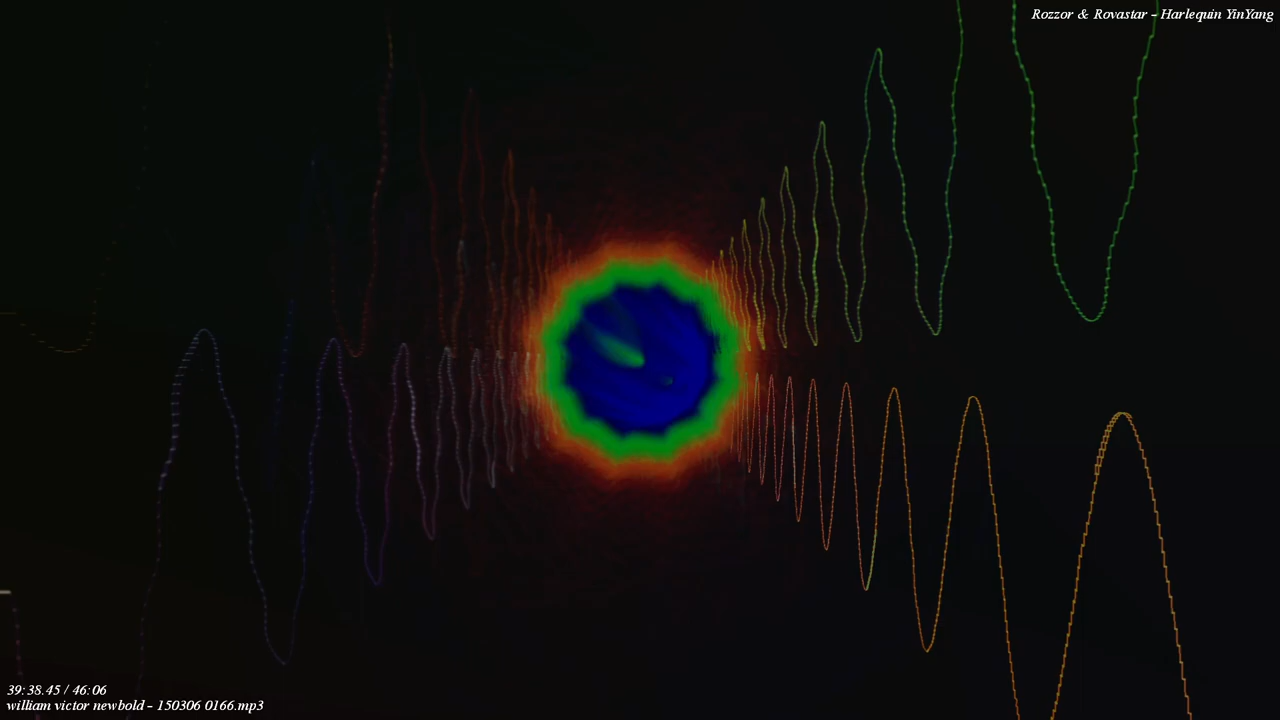 Rozzor & Rovastar - Harlequin YinYang
39:38.45 / 46:06
william victor newbold - 150306 0166.mp3